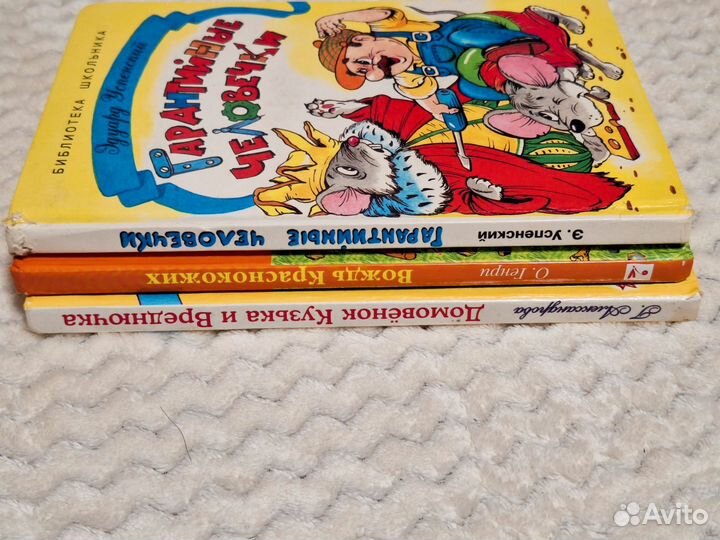 БИБЛИОТЕКА ШКОЛЬНИКА
Эдуард Успенский
ГАРАНТИЙНЫЕ
ЧЕЛОВЕЧКИ
Э. Успенский ГАРАНТИЙНЫЕ ЧЕЛОВЕЧКИ
О. Генри Вождь Краснокожих
Г. Александрова Домовёнок Кузька и Вреднючка
Avito